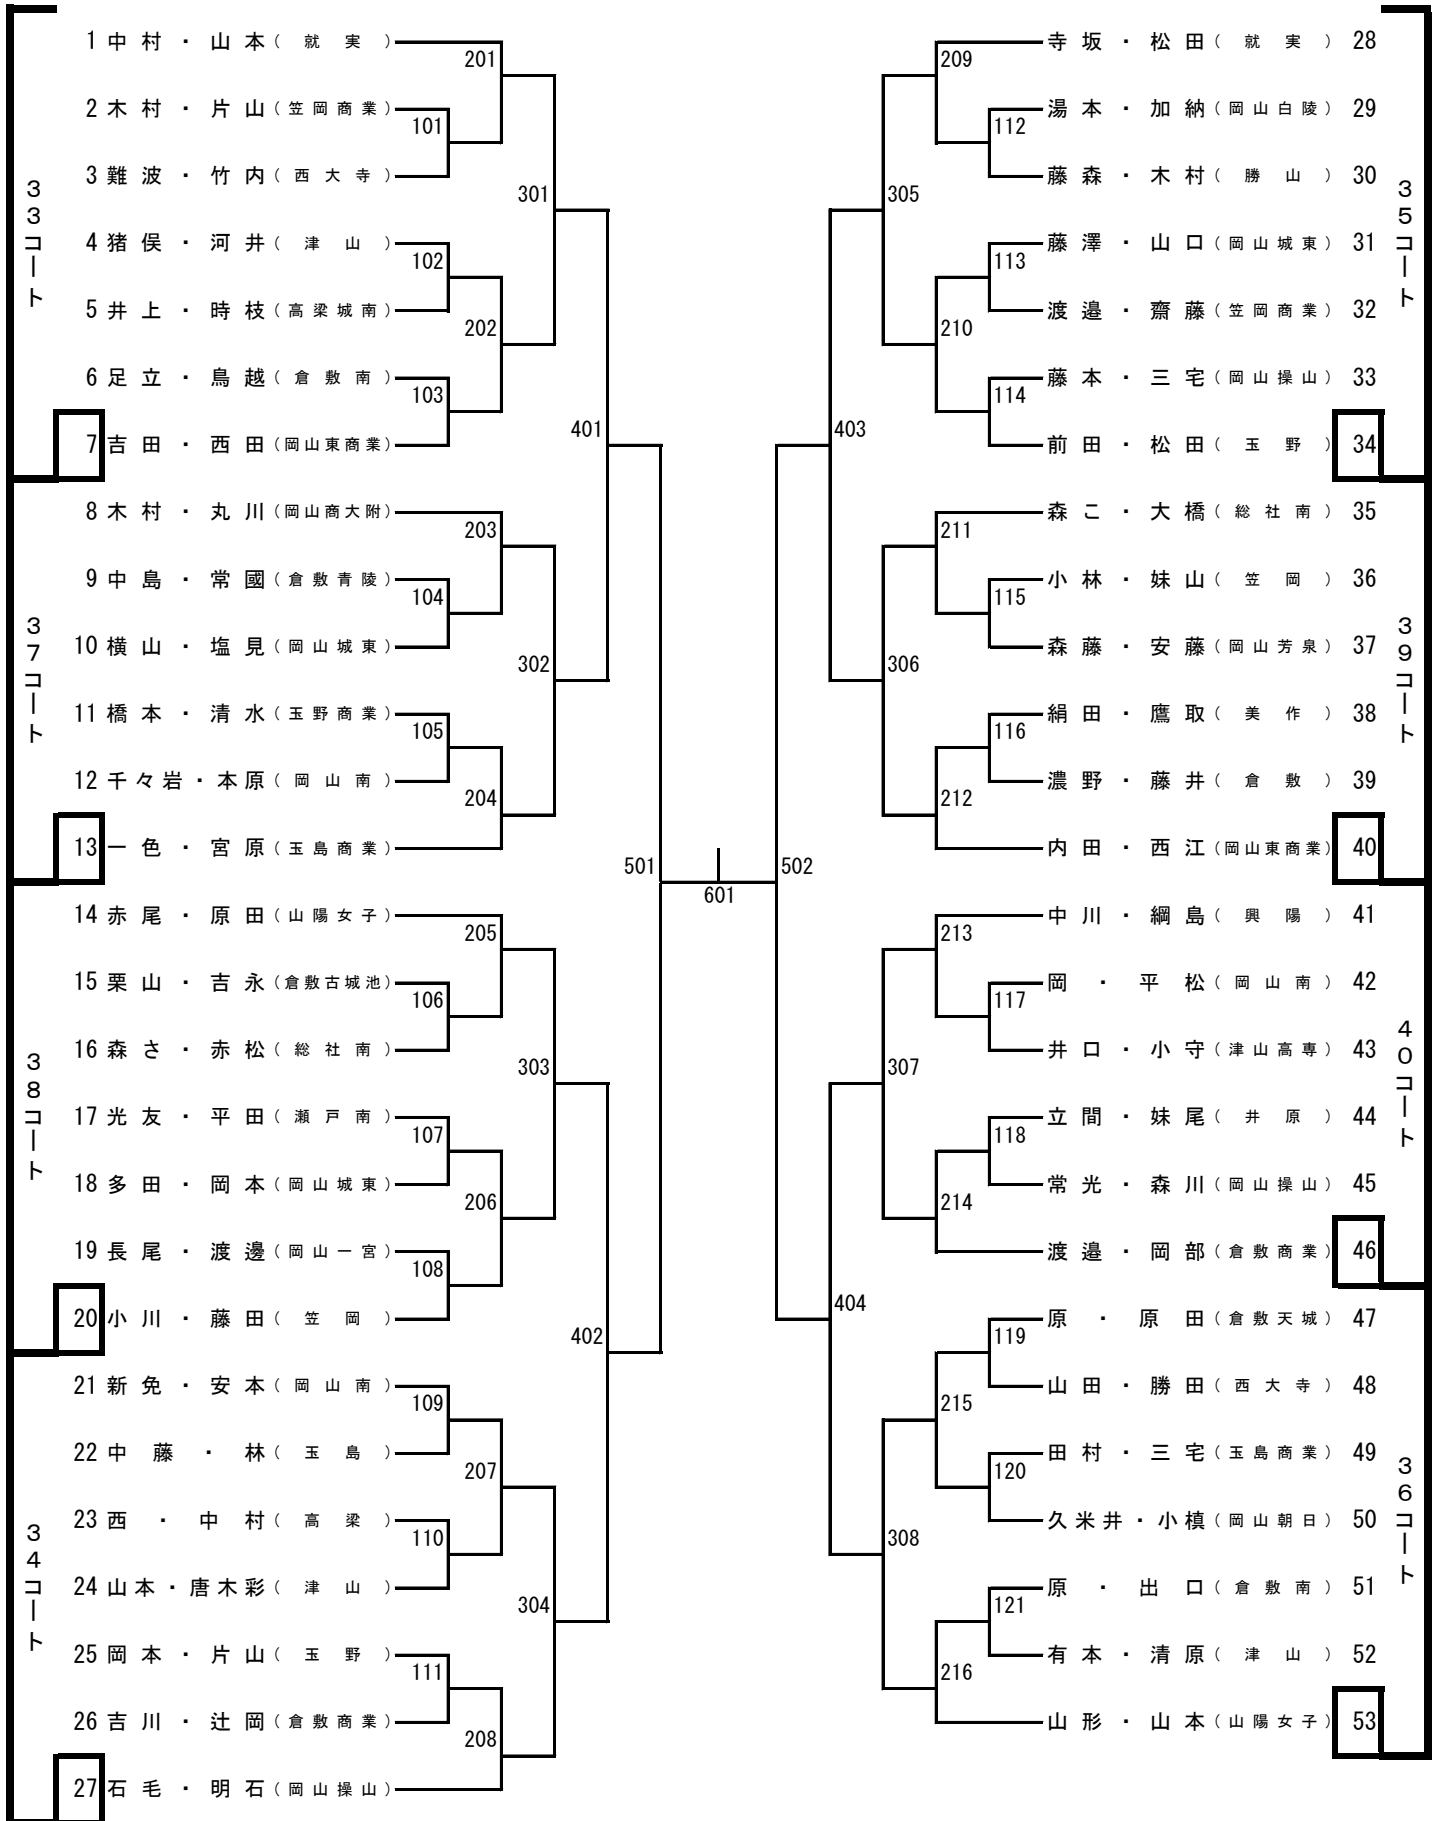 33コート
1 中村・山本(就実)
201
2 木村・片山(笠岡商業)
101
3 難波・竹内(西大寺)
301
4 猪俣・河井(津山)
102
5 井上・時枝(高梁城南)
202
6 足立・鳥越(倉敷南)
103
7 吉田・西田(岡山東商業)
401
37コート
8 木村・丸川(岡山商大附)
203
9 中島・常國(倉敷青陵)
104
10 横山・塩見(岡山城東)
302
11 橋本・清水(玉野商業)
105
12 千々岩・本原(岡山南)
204
13 一色・宮原(玉島商業)
501
38コート
14 赤尾・原田(山陽女子)
205
15 栗山・吉永(倉敷古城池)
106
16 森さ・赤松(総社南)
303
17 光友・平田(瀬戸南)
107
18 多田・岡本(岡山城東)
206
19 長尾・渡邊(岡山一宮)
108
20 小川・藤田(笠岡)
402
34コート
21 新免・安本(岡山南)
109
22 中藤・林(玉島)
207
23 西・中村(高梁)
110
24 山本・唐木彩(津山)
304
25 岡本・片山(玉野)
111
26 吉川・辻岡(倉敷商業)
208
27 石毛・明石(岡山操山)
601
35コート
寺坂・松田(就実) 28
209
湯本・加納(岡山白陵) 29
112
藤森・木村(勝山) 30
305
藤澤・山口(岡山城東) 31
113
渡邉・齋藤(笠岡商業) 32
210
藤本・三宅(岡山操山) 33
114
前田・松田(玉野) 34
403
39コート
森こ・大橋(総社南) 35
211
小林・妹山(笠岡) 36
115
森藤・安藤(岡山芳泉) 37
306
絹田・鷹取(美作) 38
116
濃野・藤井(倉敷) 39
212
内田・西江(岡山東商業) 40
502
40コート
中川・綱島(興陽) 41
213
岡・平松(岡山南) 42
117
井口・小守(津山高専) 43
307
立間・妹尾(井原) 44
118
常光・森川(岡山操山) 45
214
渡邉・岡部(倉敷商業) 46
404
36コート
原・原田(倉敷天城) 47
119
山田・勝田(西大寺) 48
215
田村・三宅(玉島商業) 49
120
久米井・小槙(岡山朝日) 50
308
原・出口(倉敷南) 51
121
有本・清原(津山) 52
216
山形・山本(山陽女子) 53